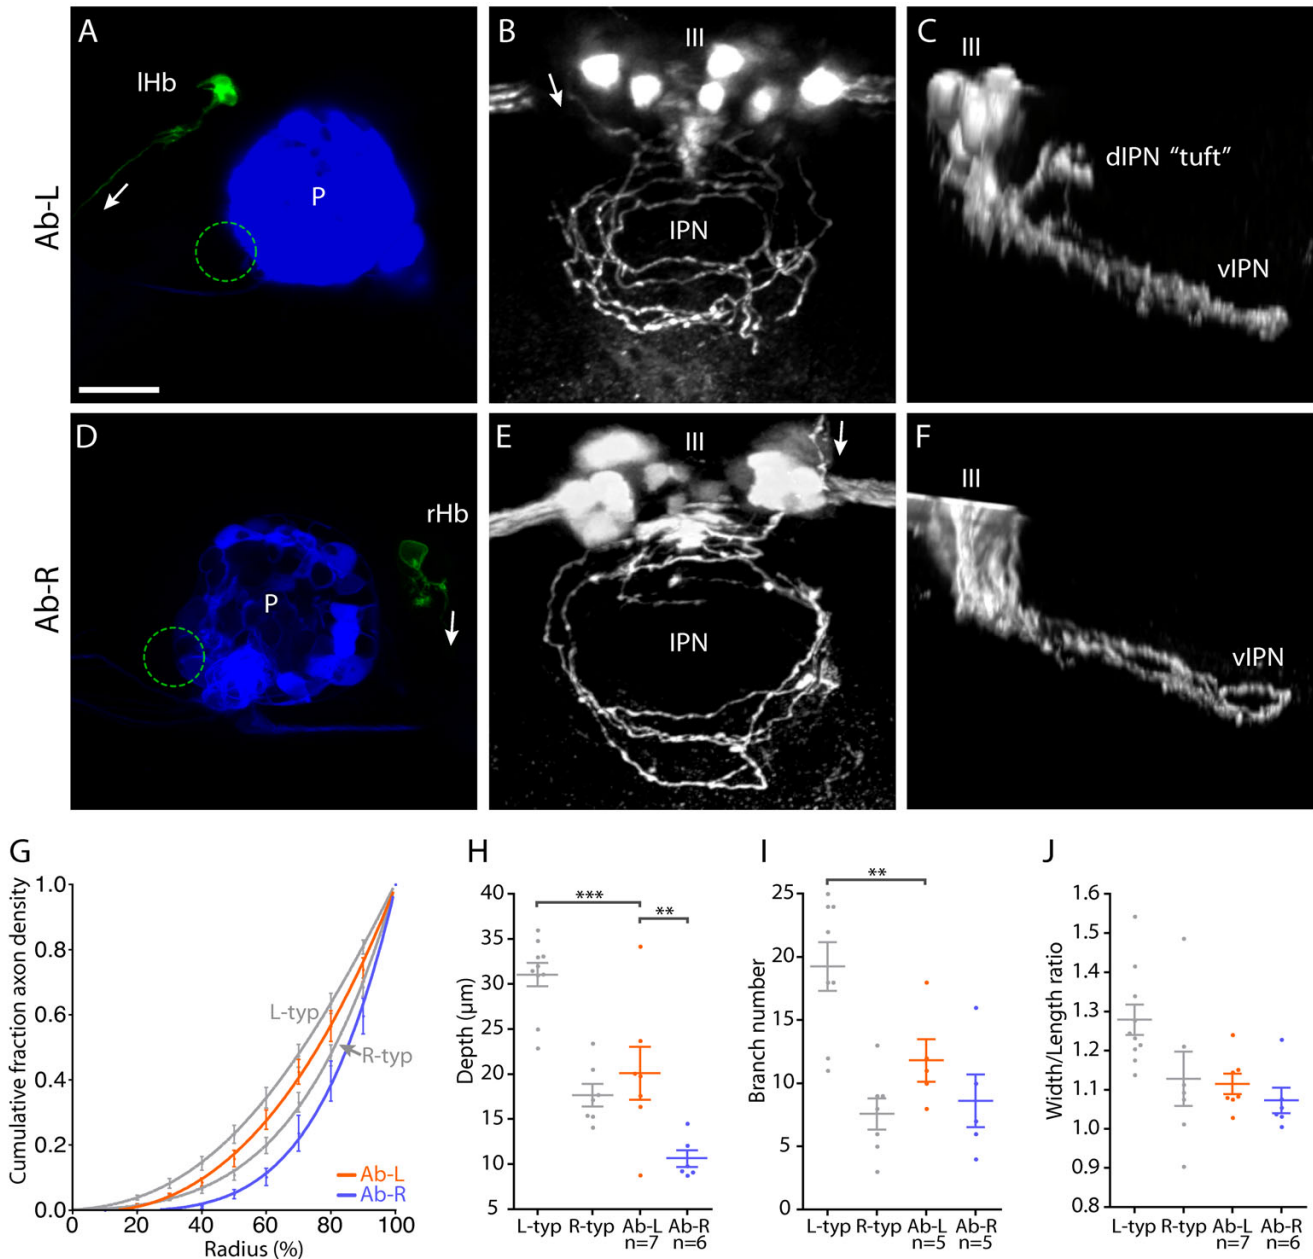 A
lHb
P
Ab-L
B
III
IPN
C
III
dIPN “tuft”
vIPN
D
rHb
P
Ab-R
E
III
IPN
F
III
vIPN
G
Cumulative fraction axon density
1.0
0.8
0.6
0.4
0.2
0.0
L-typ
R-typ
Ab-L
Ab-R
0 20 40 60 80 100
Radius (%)
H
Depth (µm)
40
35
30
25
20
15
10
5
***
**
L-typ R-typ Ab-L Ab-R
n=7 n=6
I
Branch number
25
20
15
10
5
0
**
L-typ R-typ Ab-L Ab-R
n=5 n=5
J
Width/Length ratio
1.6
1.5
1.4
1.3
1.2
1.1
1.0
0.9
0.8
L-typ R-typ Ab-L Ab-R
n=7 n=6